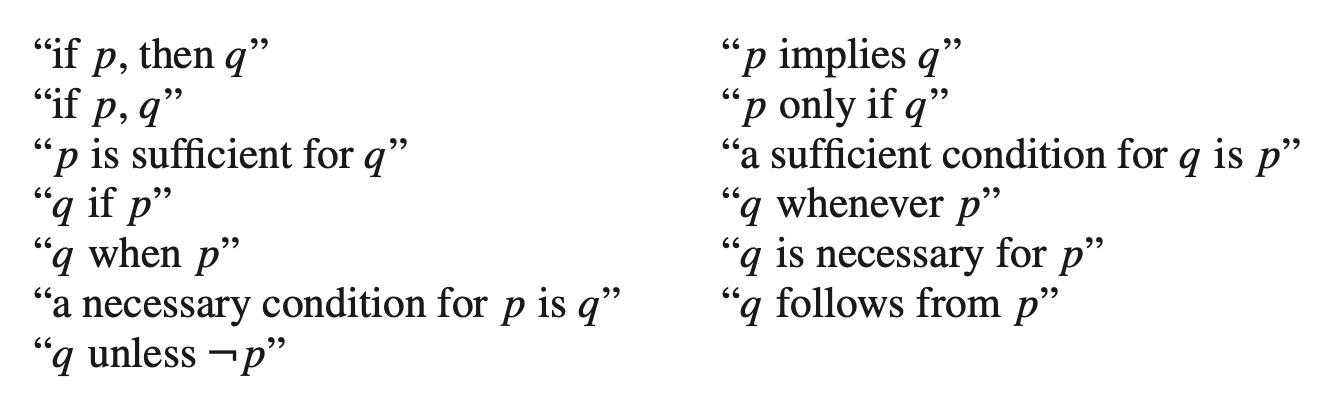 “if p, then q”
“if p, q”
“p is sufficient for q”
“q if p”
“q when p”
“a necessary condition for p is q”
“q unless ¬p”
“p implies q”
“p only if q”
“a sufficient condition for q is p”
“q whenever p”
“q is necessary for p”
“q follows from p”